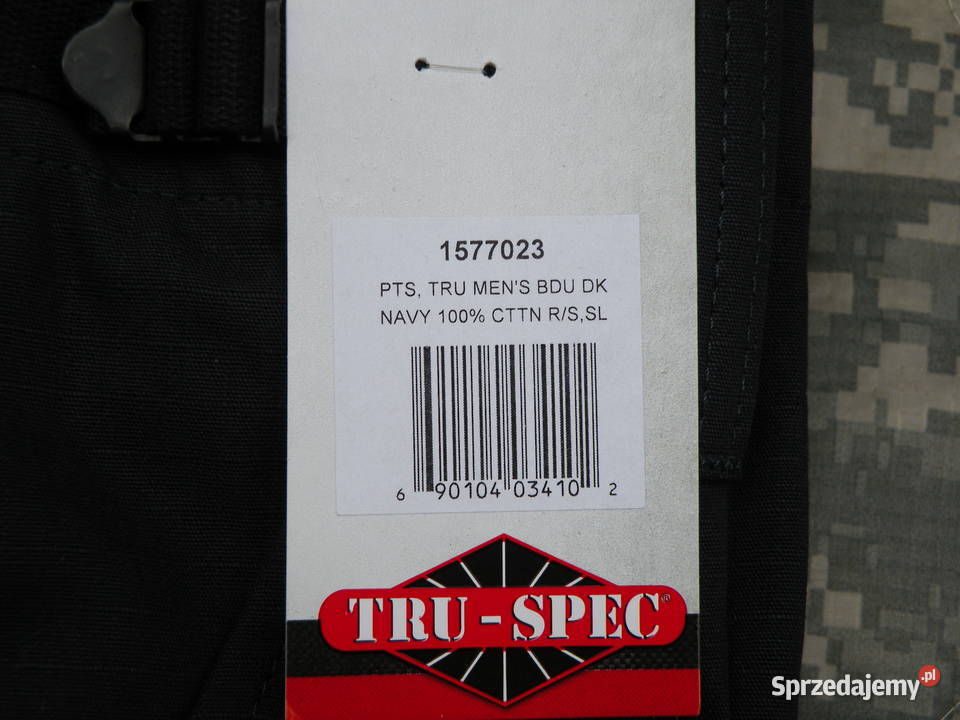 1577023
PTS, TRU MEN'S BDU DK
NAVY 100% CTTN R/S,SL
6 90104 03410 2
TRU-SPEC®
Sprzedajemy.pl